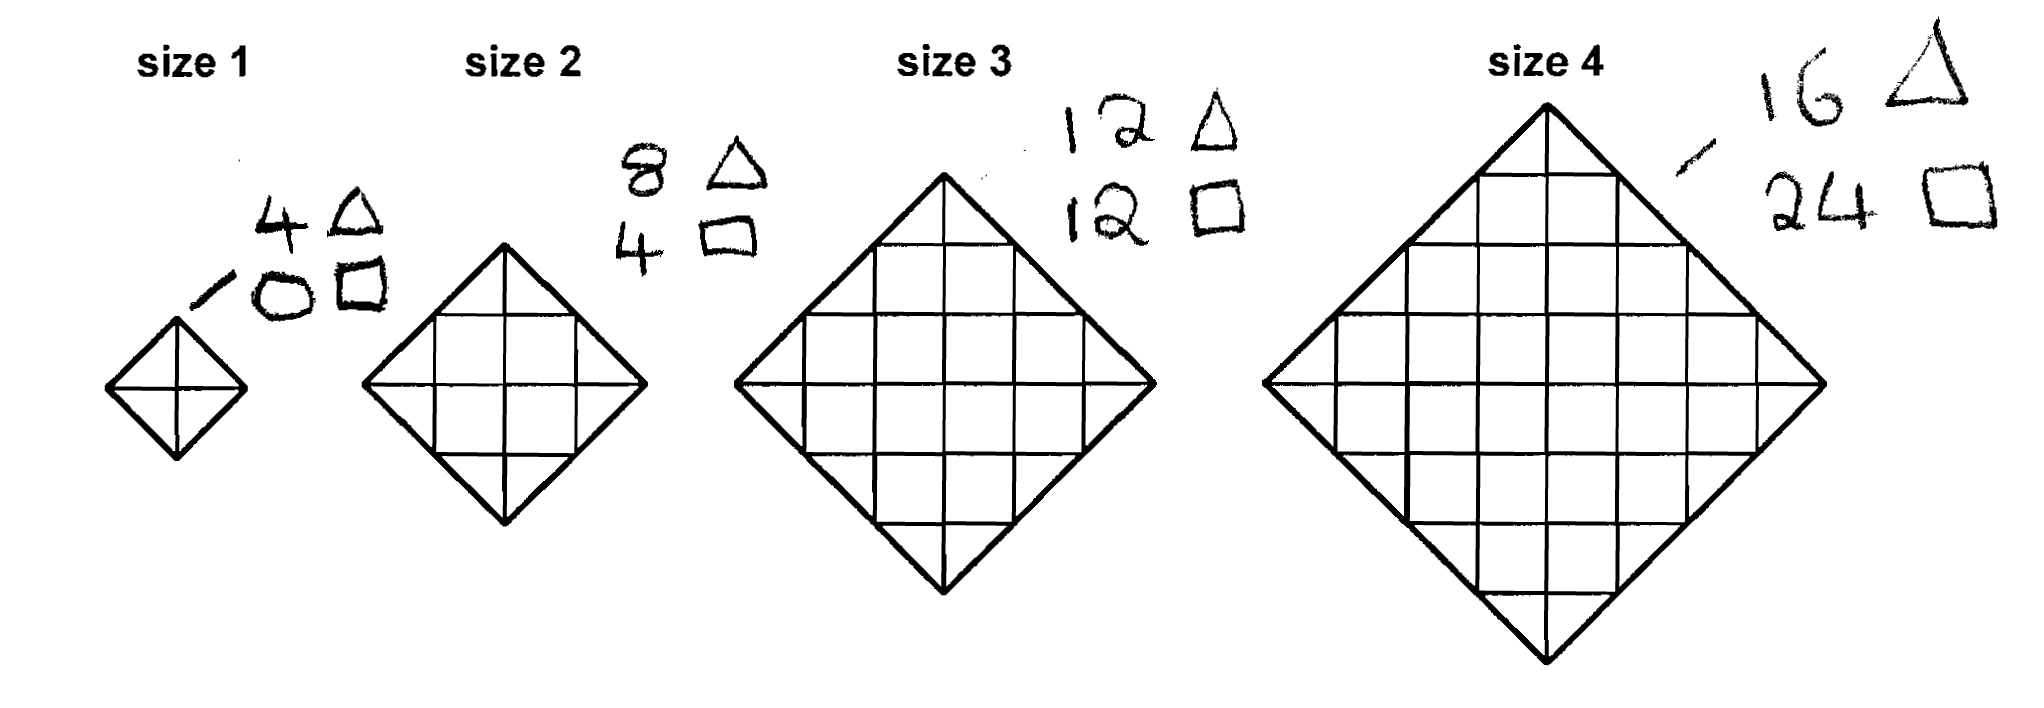 size 1
size 2
size 3
size 4
4 △
0 □
8 △
4 □
12 △
12 □
16 △
24 □